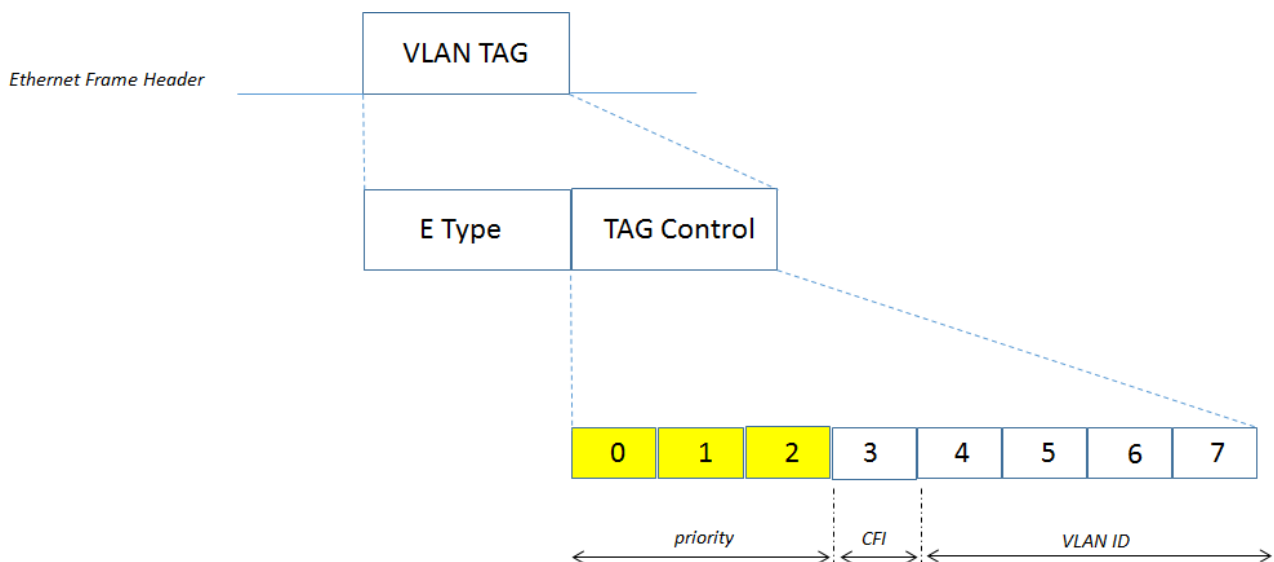 VLAN TAG
Ethernet Frame Header
E Type
TAG Control
0 1 2 3 4 5 6 7
priority
CFI
VLAN ID